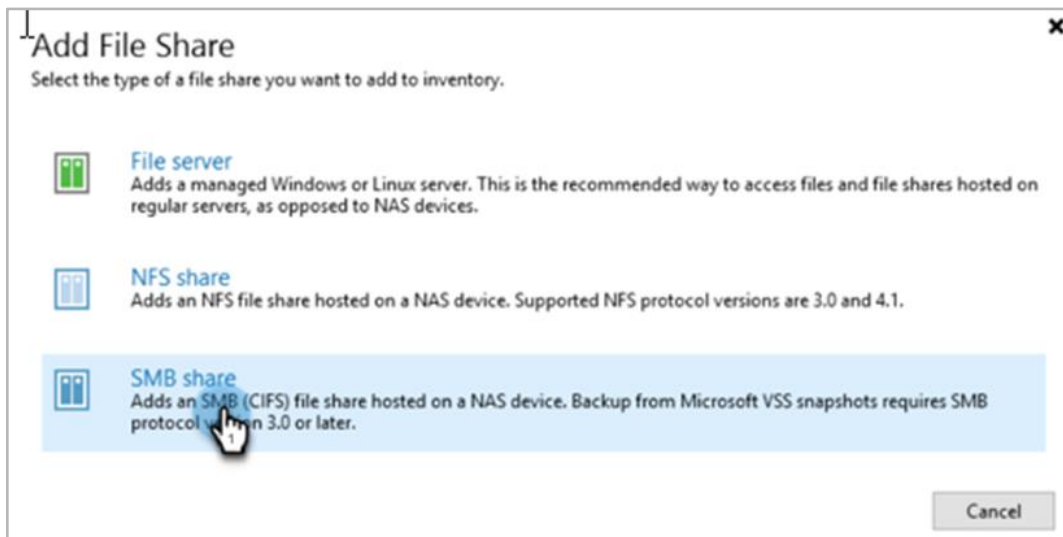 Add File Share
Select the type of a file share you want to add to inventory.
File server
Adds a managed Windows or Linux server. This is the recommended way to access files and file shares hosted on
regular servers, as opposed to NAS devices.
NFS share
Adds an NFS file share hosted on a NAS device. Supported NFS protocol versions are 3.0 and 4.1.
SMB share
Adds an SMB (CIFS) file share hosted on a NAS device. Backup from Microsoft VSS snapshots requires SMB
protocol version 3.0 or later.
1
Cancel